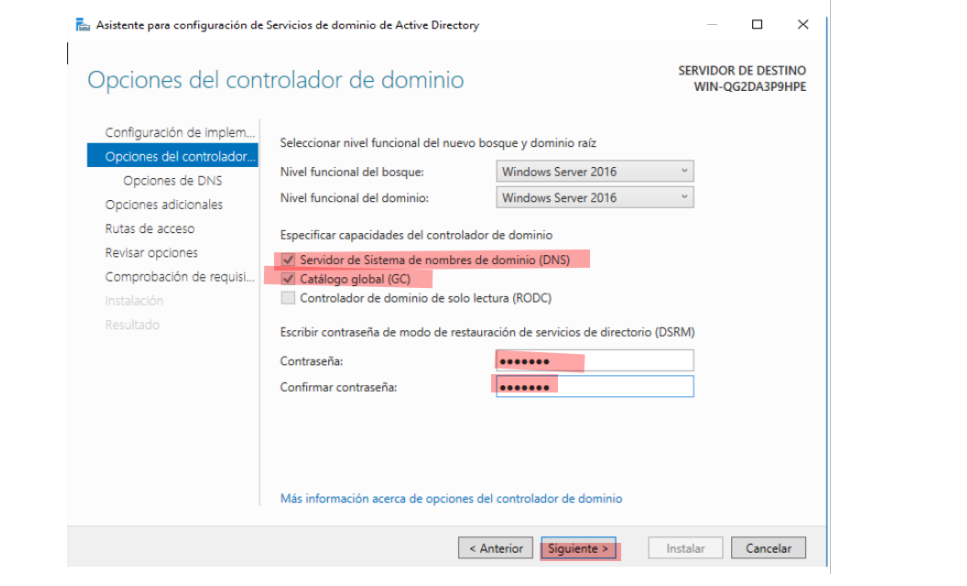 Asistente para configuración de Servicios de dominio de Active Directory
Opciones del controlador de dominio
SERVIDOR DE DESTINO
WIN-QG2DA3P9HPE
Configuración de implem...
Opciones del controlador...
Opciones de DNS
Opciones adicionales
Rutas de acceso
Revisar opciones
Comprobación de requisi...
Instalación
Resultado
Seleccionar nivel funcional del nuevo bosque y dominio raíz
Nivel funcional del bosque: Windows Server 2016
Nivel funcional del dominio: Windows Server 2016
Especificar capacidades del controlador de dominio
Servidor de Sistema de nombres de dominio (DNS)
Catálogo global (GC)
Controlador de dominio de solo lectura (RODC)
Escribir contraseña de modo de restauración de servicios de directorio (DSRM)
Contraseña: •••••••
Confirmar contraseña: •••••••
Más información acerca de opciones del controlador de dominio
< Anterior Siguiente > Instalar Cancelar